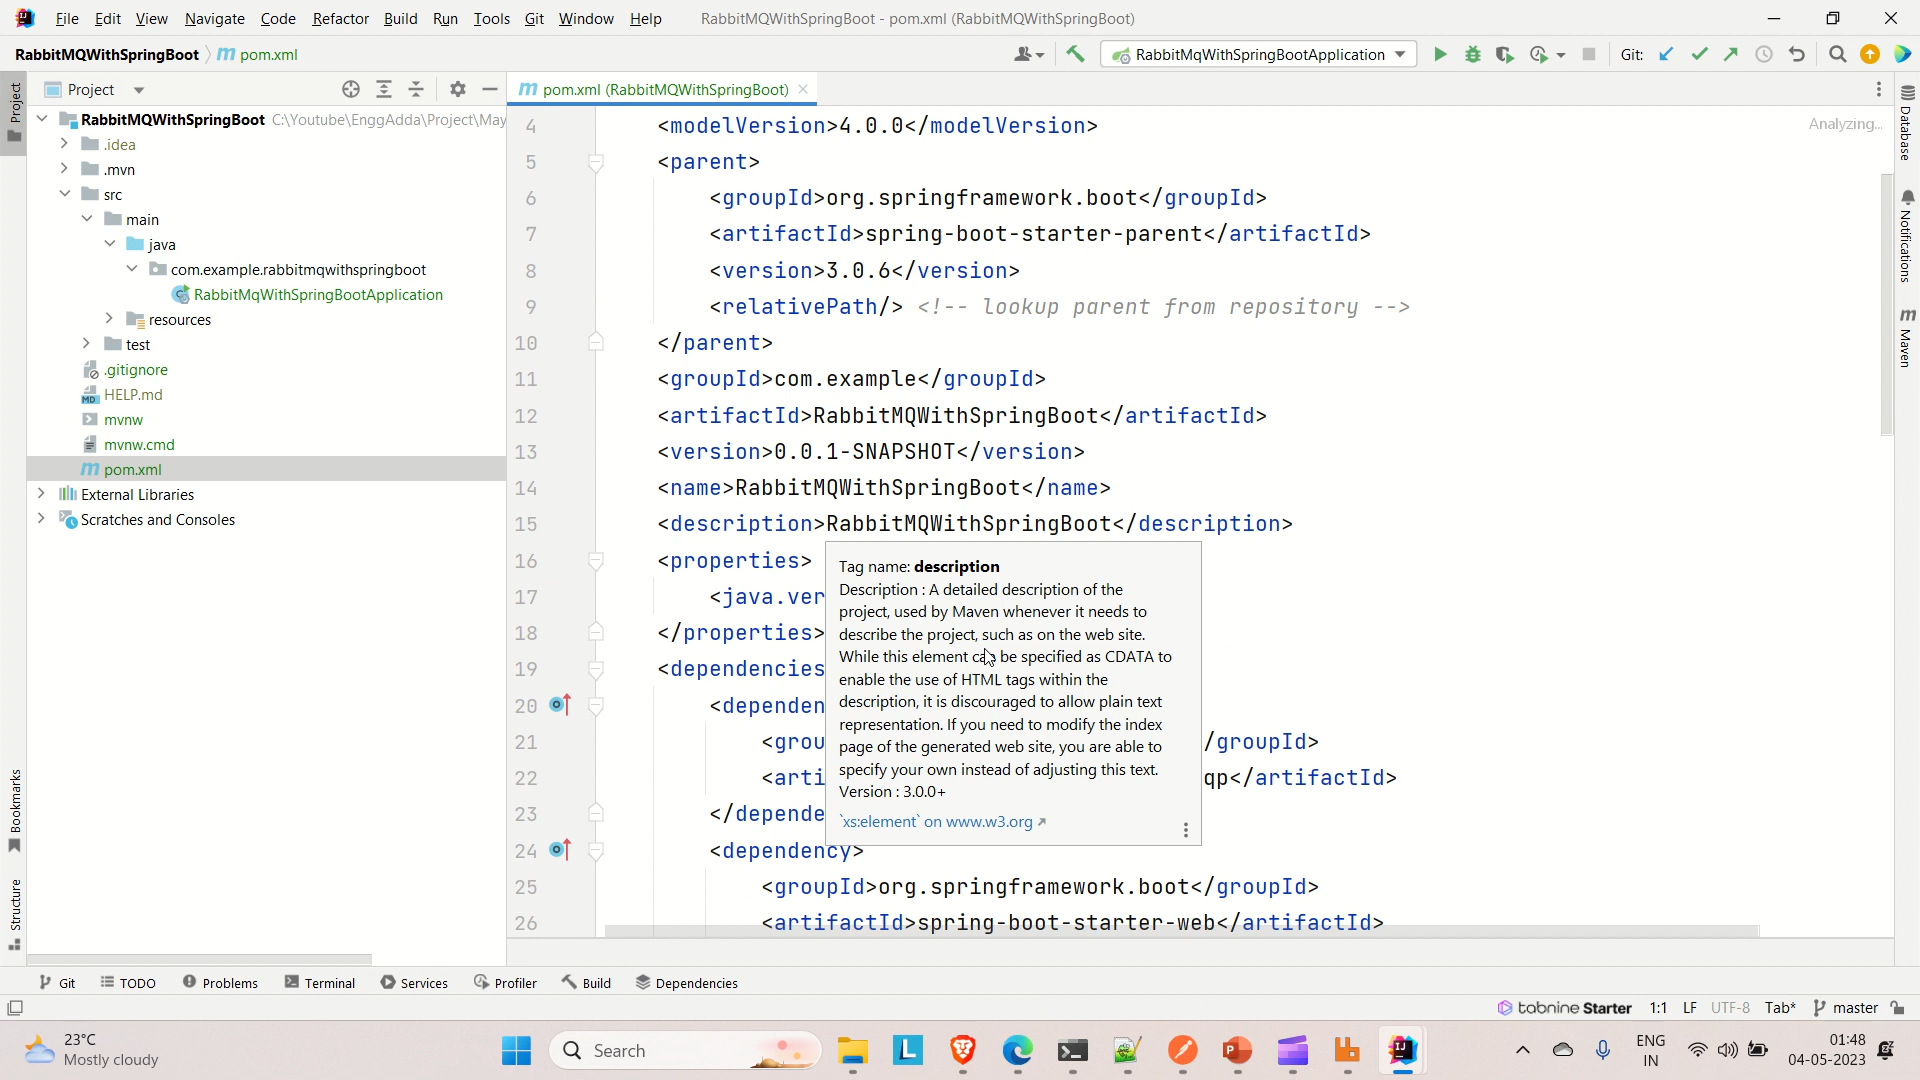 File Edit View Navigate Code Refactor Build Run Tools Git Window Help RabbitMQWithSpringBoot - pom.xml (RabbitMQWithSpringBoot)
RabbitMQWithSpringBoot m pom.xml RabbitMqWithSpringBootApplication Git:
Project
Project
m pom.xml (RabbitMQWithSpringBoot)
RabbitMQWithSpringBoot C:\Youtube\EnggAdda\Project\May
.idea
.mvn
src
main
java
com.example.rabbitmqwithspringboot
RabbitMqWithSpringBootApplication
resources
test
.gitignore
MD HELP.md
mvnw
mvnw.cmd
m pom.xml
External Libraries
Scratches and Consoles
Bookmarks
Structure
Analyzing...
4 <modelVersion>4.0.0</modelVersion>
5 <parent>
6 <groupId>org.springframework.boot</groupId>
7 <artifactId>spring-boot-starter-parent</artifactId>
8 <version>3.0.6</version>
9 <relativePath/> <!-- lookup parent from repository -->
10 </parent>
11 <groupId>com.example</groupId>
12 <artifactId>RabbitMQWithSpringBoot</artifactId>
13 <version>0.0.1-SNAPSHOT</version>
14 <name>RabbitMQWithSpringBoot</name>
15 <description>RabbitMQWithSpringBoot</description>
16 <properties>
17 <java.ver
18 </properties>
19 <dependencies
20 <dependen
21 <grou /groupId>
22 <arti qp</artifactId>
23 </depende
24 <dependency>
25 <groupId>org.springframework.boot</groupId>
26 <artifactId>spring-boot-starter-web</artifactId>
Tag name: description
Description : A detailed description of the
project, used by Maven whenever it needs to
describe the project, such as on the web site.
While this element can be specified as CDATA to
enable the use of HTML tags within the
description, it is discouraged to allow plain text
representation. If you need to modify the index
page of the generated web site, you are able to
specify your own instead of adjusting this text.
Version : 3.0.0+
`xs:element` on www.w3.org
Database
Notifications
m Maven
Git TODO Problems Terminal Services Profiler Build Dependencies
tabnine Starter 1:1 LF UTF-8 Tab* master
23°C
Mostly cloudy
Search
ENG
IN
01:48
04-05-2023